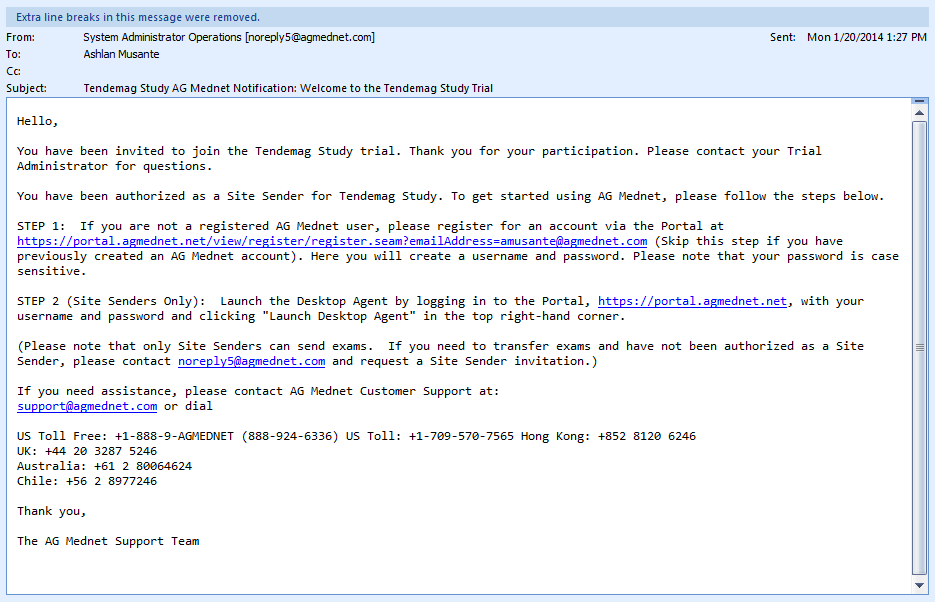 Extra line breaks in this message were removed.
From: System Administrator Operations [noreply5@agmednet.com] Sent: Mon 1/20/2014 1:27 PM
To: Ashlan Musante
Cc:
Subject: Tendemag Study AG Mednet Notification: Welcome to the Tendemag Study Trial
Hello,
You have been invited to join the Tendemag Study trial. Thank you for your participation. Please contact your Trial
Administrator for questions.
You have been authorized as a Site Sender for Tendemag Study. To get started using AG Mednet, please follow the steps below.
STEP 1:  If you are not a registered AG Mednet user, please register for an account via the Portal at
https://portal.agmednet.net/view/register/register.seam?emailAddress=amusante@agmednet.com (Skip this step if you have
previously created an AG Mednet account). Here you will create a username and password. Please note that your password is case
sensitive.
STEP 2 (Site Senders Only):  Launch the Desktop Agent by logging in to the Portal, https://portal.agmednet.net, with your
username and password and clicking "Launch Desktop Agent" in the top right-hand corner.
(Please note that only Site Senders can send exams.  If you need to transfer exams and have not been authorized as a Site
Sender, please contact noreply5@agmednet.com and request a Site Sender invitation.)
If you need assistance, please contact AG Mednet Customer Support at:
support@agmednet.com or dial
US Toll Free: +1-888-9-AGMEDNET (888-924-6336) US Toll: +1-709-570-7565 Hong Kong: +852 8120 6246
UK: +44 20 3287 5246
Australia: +61 2 80064624
Chile: +56 2 8977246
Thank you,
The AG Mednet Support Team